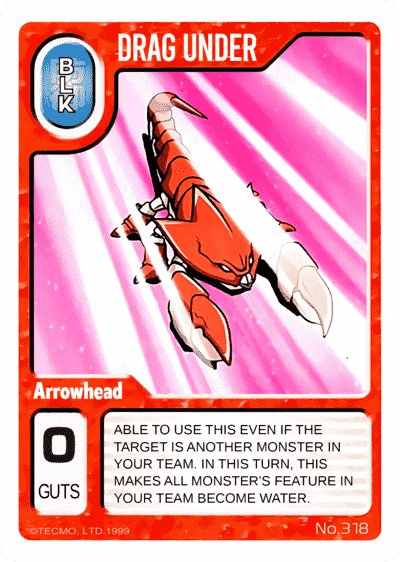 DRAG UNDER
BLK
Arrowhead
0
GUTS
ABLE TO USE THIS EVEN IF THE
TARGET IS ANOTHER MONSTER IN
YOUR TEAM. IN THIS TURN, THIS
MAKES ALL MONSTER'S FEATURE IN
YOUR TEAM BECOME WATER.
©TECMO, LTD.1999
No.318